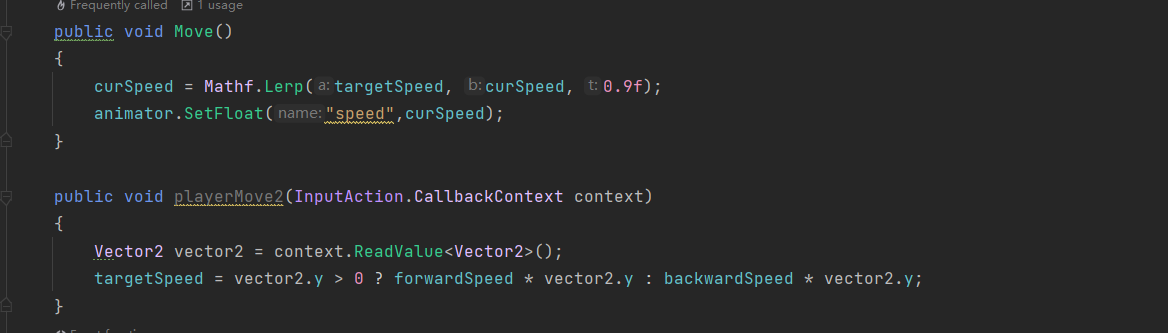 Frequently called 1 usage
public void Move()
{
curSpeed = Mathf.Lerp(a:targetSpeed, b:curSpeed, t:0.9f);
animator.SetFloat(name:"speed",curSpeed);
}
public void playerMove2(InputAction.CallbackContext context)
{
Vector2 vector2 = context.ReadValue<Vector2>();
targetSpeed = vector2.y > 0 ? forwardSpeed * vector2.y : backwardSpeed * vector2.y;
}